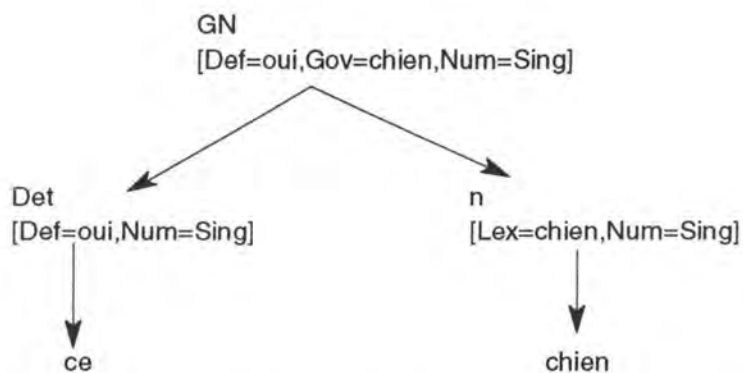 GN
[Def=oui,Gov=chien,Num=Sing]
Det
[Def=oui,Num=Sing]
n
[Lex=chien,Num=Sing]
ce
chien